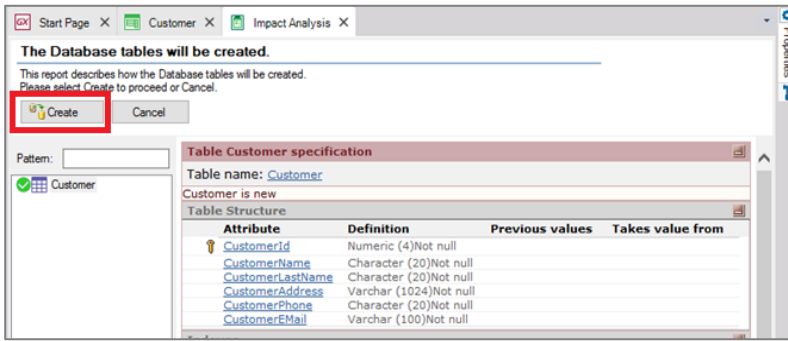 GX Start Page X Customer X Impact Analysis X
Properties
The Database tables will be created.
This report describes how the Database tables will be created.
Please select Create to proceed or Cancel.
Create Cancel
Pattern:
Customer
Table Customer specification
Table name: Customer
Customer is new
Table Structure
Attribute Definition Previous values Takes value from
CustomerId Numeric (4)Not null
CustomerName Character (20)Not null
CustomerLastName Character (20)Not null
CustomerAddress Varchar (1024)Not null
CustomerPhone Character (20)Not null
CustomerEMail Varchar (100)Not null